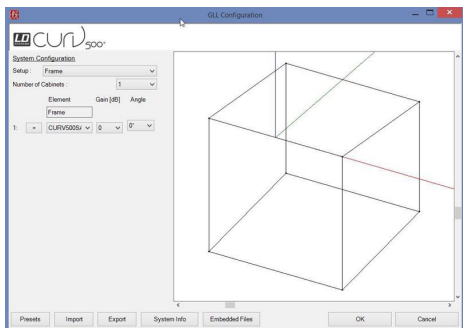 GLL Configuration
LD CURV 500®
System Configuration
Setup : Frame
Number of Cabinets : 1
Element Gain [dB] Angle
Frame
1: CURV500S/ 0 0°
Presets Import Export System Info Embedded Files OK Cancel